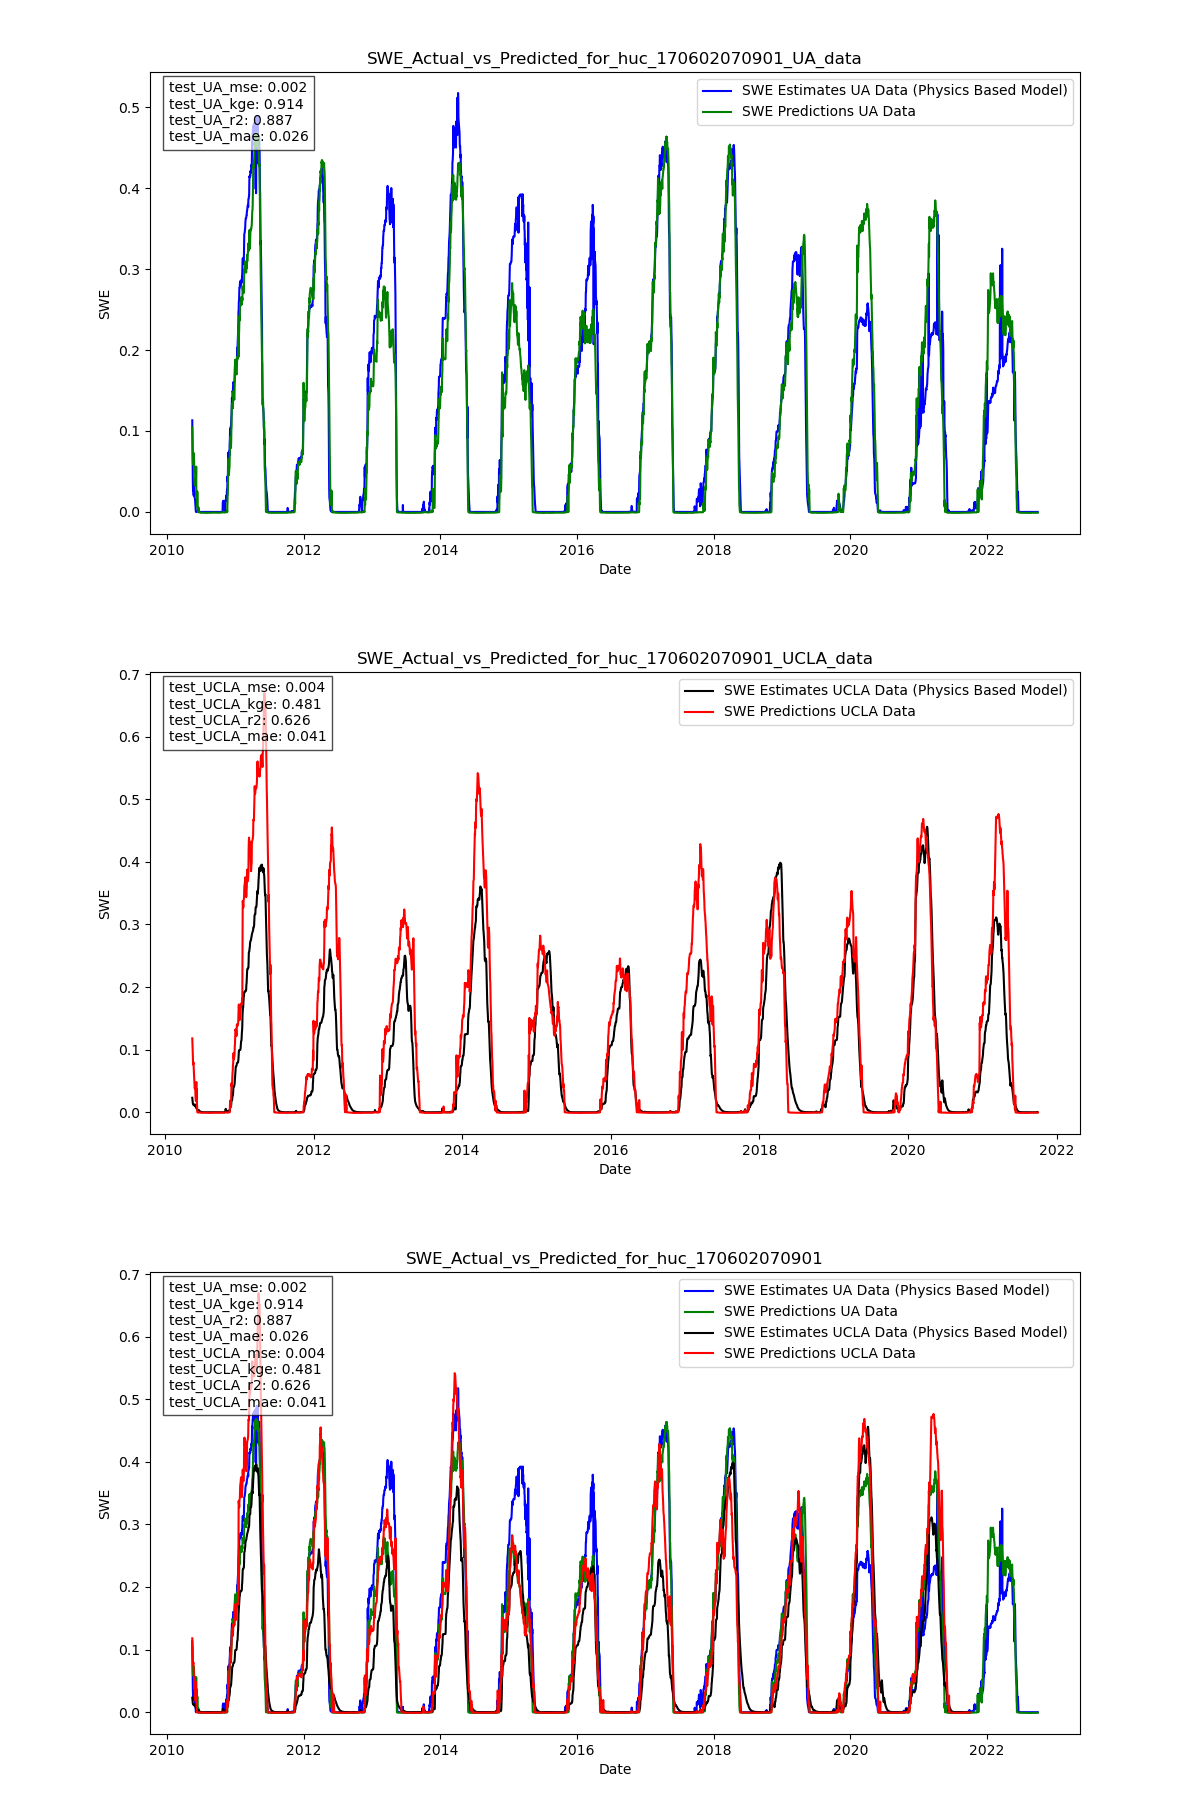 SWE_Actual_vs_Predicted_for_huc_170602070901_UA_data
test_UA_mse: 0.002
test_UA_kge: 0.914
test_UA_r2: 0.887
test_UA_mae: 0.026
SWE Estimates UA Data (Physics Based Model)
SWE Predictions UA Data
0.5
0.4
0.3
0.2
0.1
0.0
SWE
2010 2012 2014 2016 2018 2020 2022
Date
SWE_Actual_vs_Predicted_for_huc_170602070901_UCLA_data
test_UCLA_mse: 0.004
test_UCLA_kge: 0.481
test_UCLA_r2: 0.626
test_UCLA_mae: 0.041
SWE Estimates UCLA Data (Physics Based Model)
SWE Predictions UCLA Data
0.7
0.6
0.5
0.4
0.3
0.2
0.1
0.0
SWE
2010 2012 2014 2016 2018 2020 2022
Date
SWE_Actual_vs_Predicted_for_huc_170602070901
test_UA_mse: 0.002
test_UA_kge: 0.914
test_UA_r2: 0.887
test_UA_mae: 0.026
test_UCLA_mse: 0.004
test_UCLA_kge: 0.481
test_UCLA_r2: 0.626
test_UCLA_mae: 0.041
SWE Estimates UA Data (Physics Based Model)
SWE Predictions UA Data
SWE Estimates UCLA Data (Physics Based Model)
SWE Predictions UCLA Data
0.7
0.6
0.5
0.4
0.3
0.2
0.1
0.0
SWE
2010 2012 2014 2016 2018 2020 2022
Date